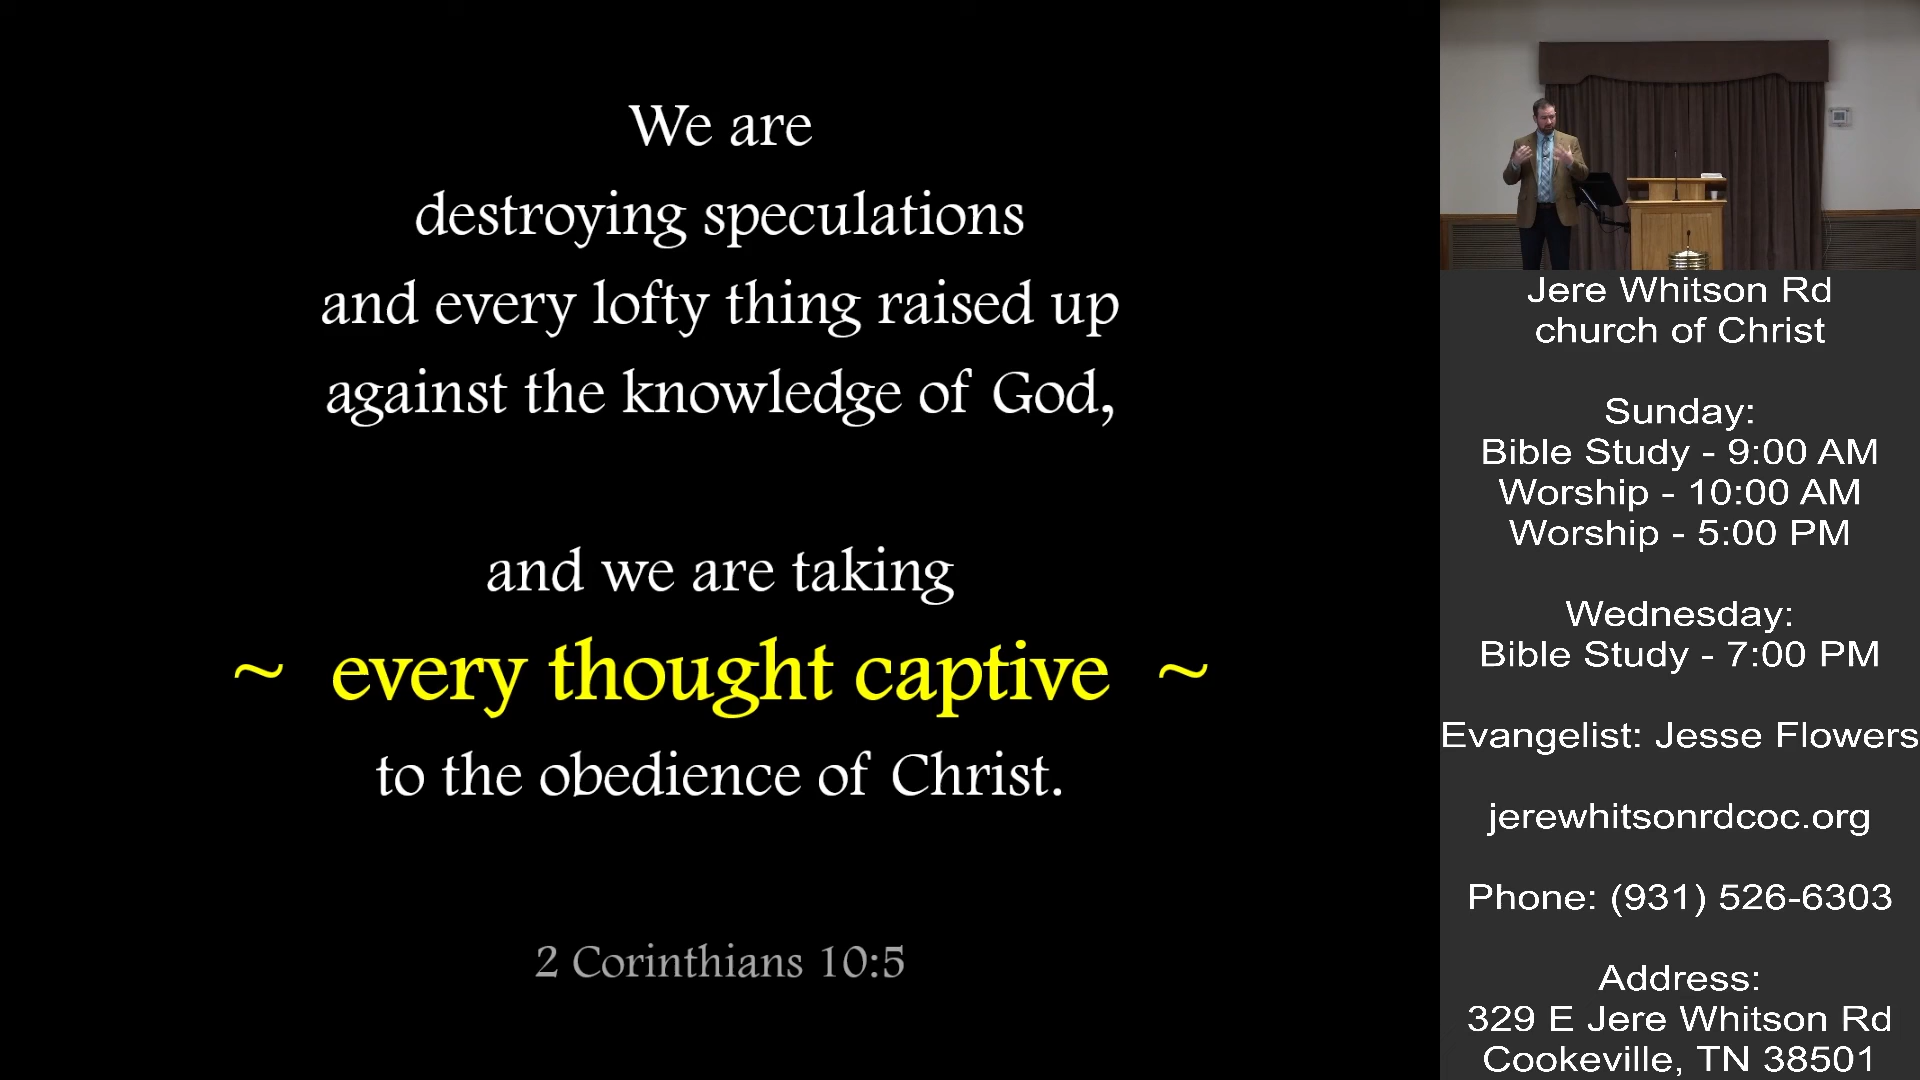 We are
destroying speculations
and every lofty thing raised up
against the knowledge of God,
and we are taking
~ every thought captive ~
to the obedience of Christ.
2 Corinthians 10:5
Jere Whitson Rd
church of Christ
Sunday:
Bible Study - 9:00 AM
Worship - 10:00 AM
Worship - 5:00 PM
Wednesday:
Bible Study - 7:00 PM
Evangelist: Jesse Flowers
jerewhitsonrdcoc.org
Phone: (931) 526-6303
Address:
329 E Jere Whitson Rd
Cookeville, TN 38501